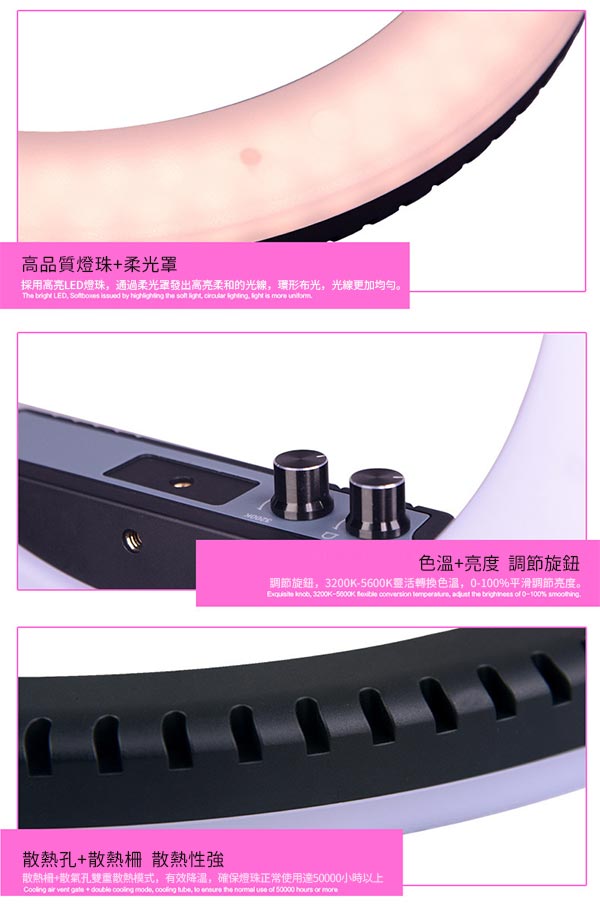 高品質燈珠+柔光罩
採用高亮LED燈珠，通過柔光罩發出高亮柔和的光線，環形布光，光線更加均勻。
The bright LED, Softboxes issued by highlighting the soft light, circular lighting, light is more uniform.
3200K
色溫+亮度 調節旋鈕
調節旋鈕，3200K-5600K靈活轉換色溫，0-100%平滑調節亮度。
Exquisite knob, 3200K-5600K flexible conversion temperature, adjust the brightness of 0-100% smoothing.
散熱孔+散熱柵 散熱性強
散熱柵+散氣孔雙重散熱模式，有效降溫，確保燈珠正常使用達50000小時以上
Cooling air vent gate + double cooling mode, cooling tube, to ensure the normal use of 50000 hours or more